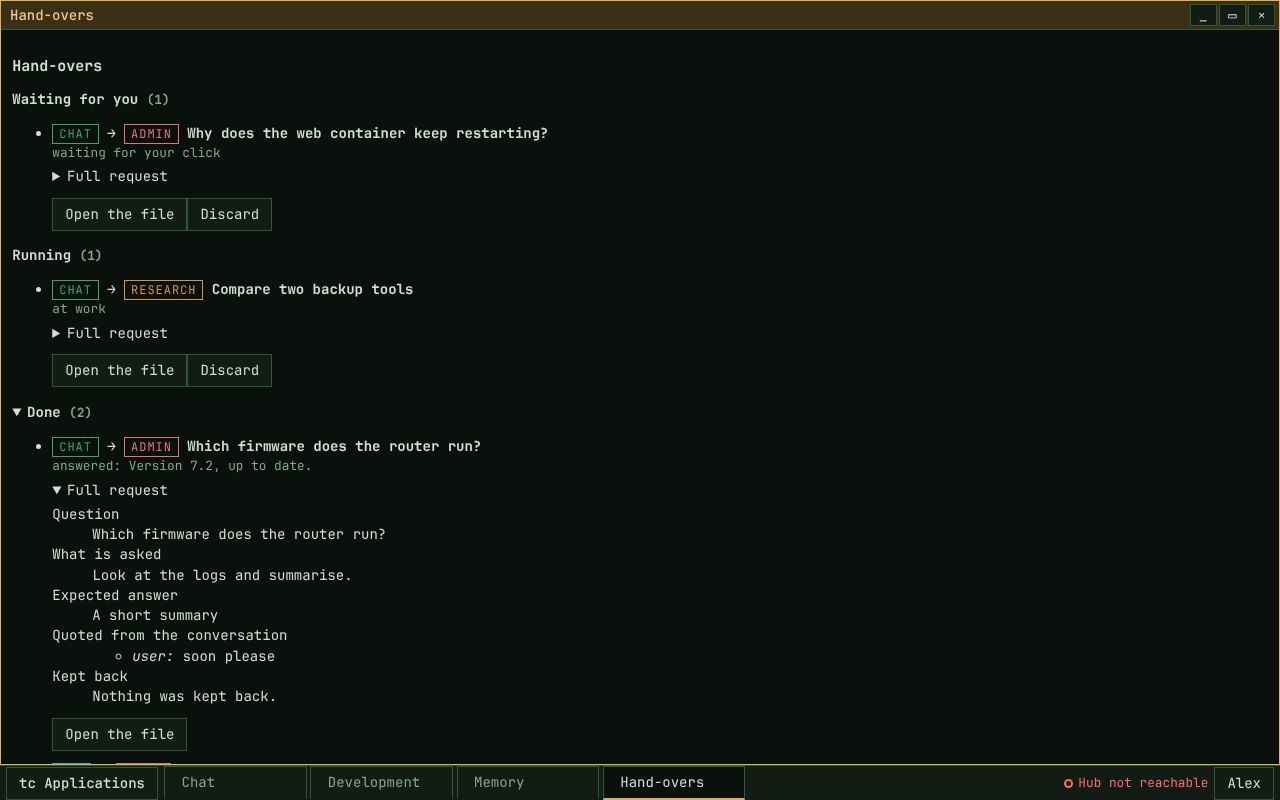 Hand-overs
_ ▭ ×
Hand-overs
Waiting for you (1)
CHAT → ADMIN Why does the web container keep restarting?
waiting for your click
Full request
Open the file Discard
Running (1)
CHAT → RESEARCH Compare two backup tools
at work
Full request
Open the file Discard
Done (2)
CHAT → ADMIN Which firmware does the router run?
answered: Version 7.2, up to date.
Full request
Question
Which firmware does the router run?
What is asked
Look at the logs and summarise.
Expected answer
A short summary
Quoted from the conversation
user: soon please
Kept back
Nothing was kept back.
Open the file
tc Applications Chat Development Memory Hand-overs Hub not reachable Alex